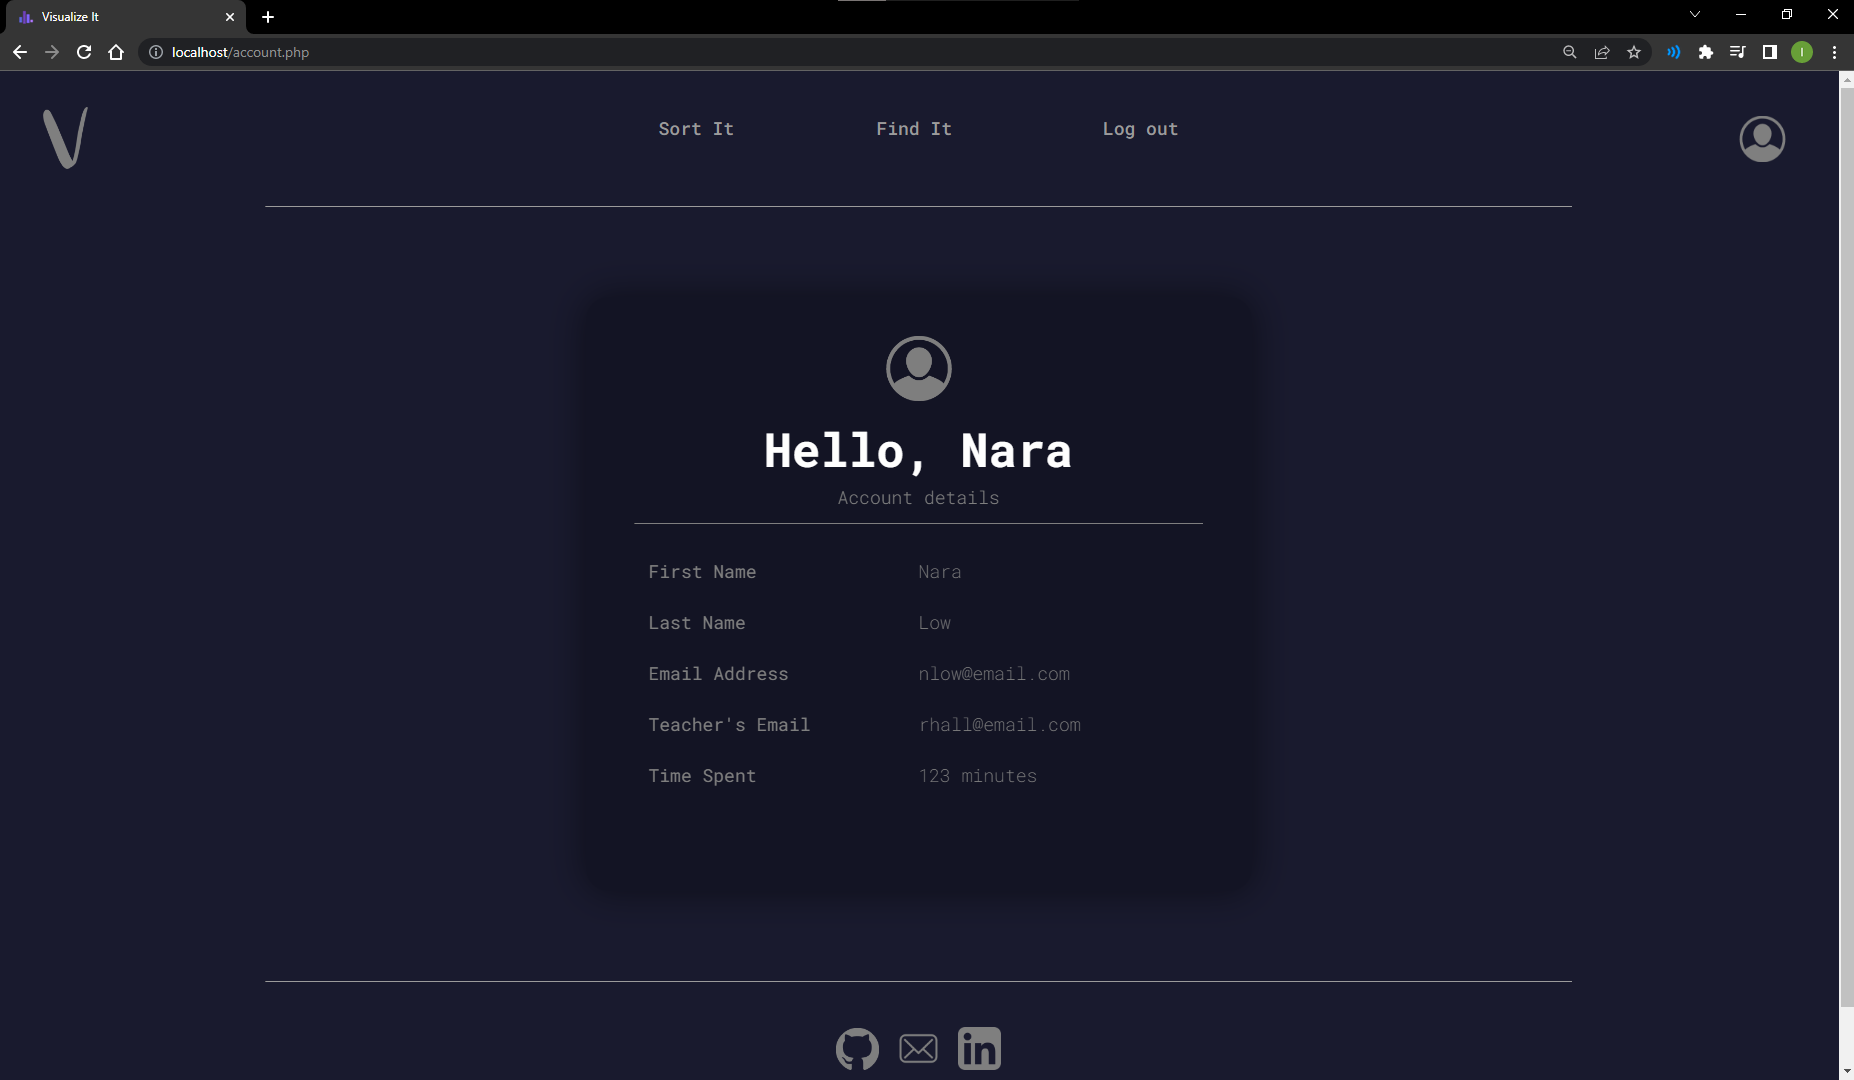 Visualize It
localhost/account.php
I
V
Sort It Find It Log out
Hello, Nara
Account details
First Name Nara
Last Name Low
Email Address nlow@email.com
Teacher's Email rhall@email.com
Time Spent 123 minutes
in